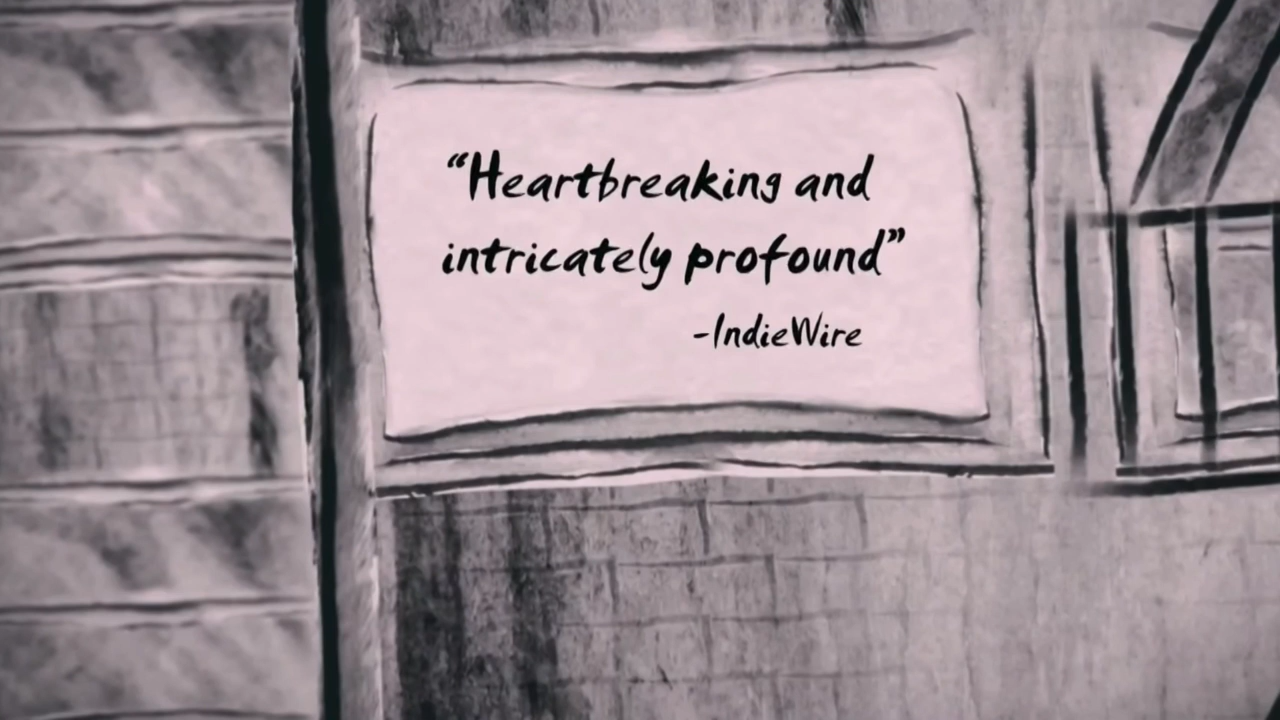 “Heartbreaking and
intricately profound”
-IndieWire